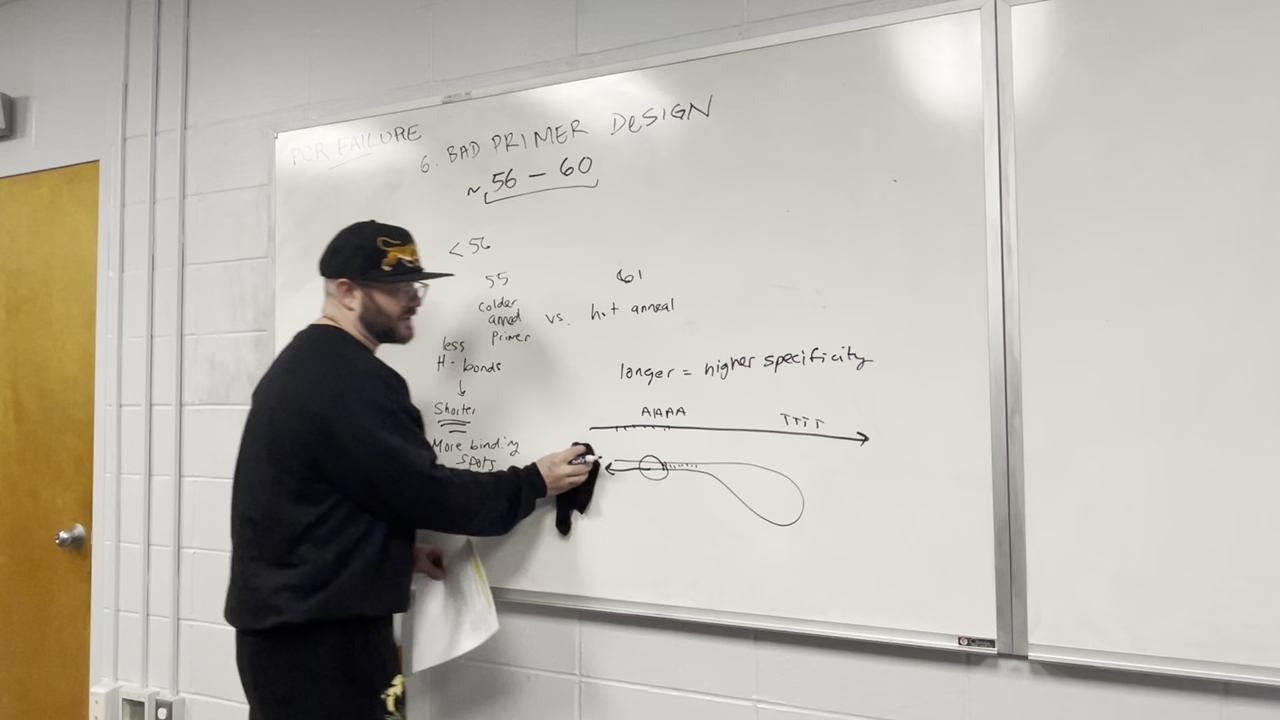 PCR FAILURE
6. BAD PRIMER DESIGN
~ 56 - 60
< 56
55 61
colder anneal primer vs. hot anneal
less
H-bonds
↓
Shorter
More binding
spots
longer = higher specificity
AAAA TTTT